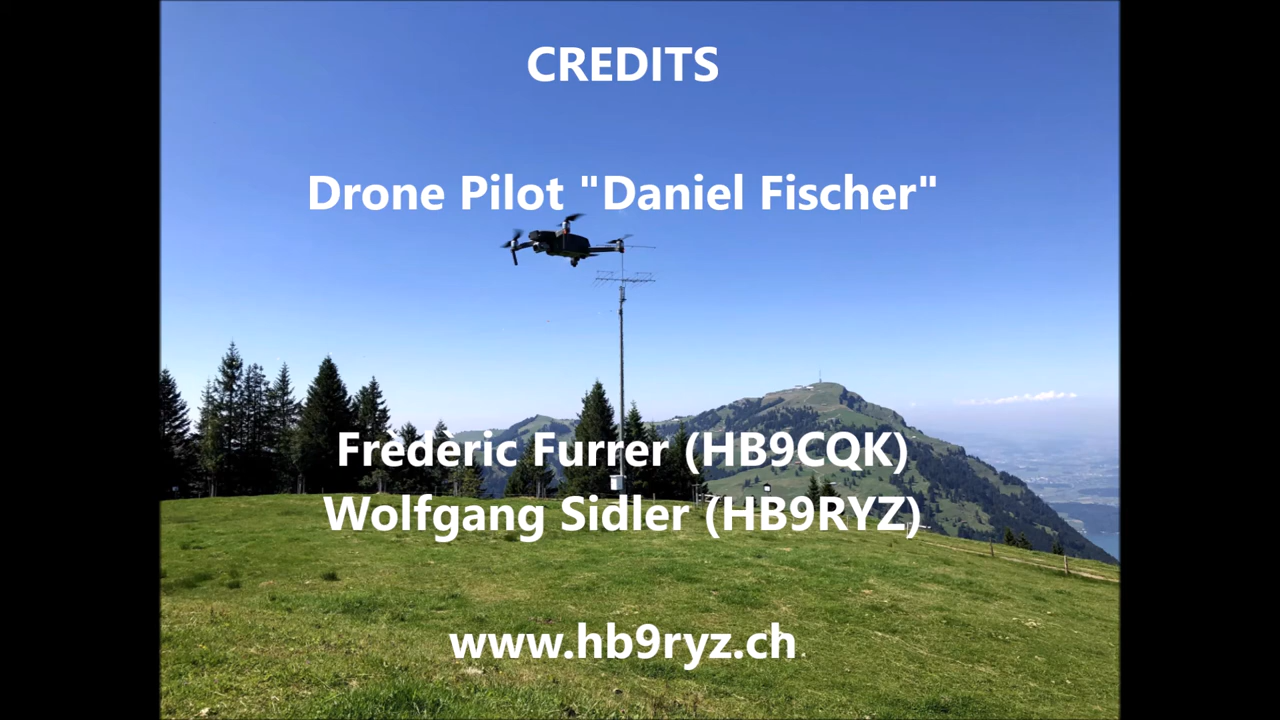 CREDITS
Drone Pilot "Daniel Fischer"
Frederic Furrer (HB9CQK)
Wolfgang Sidler (HB9RYZ)
www.hb9ryz.ch